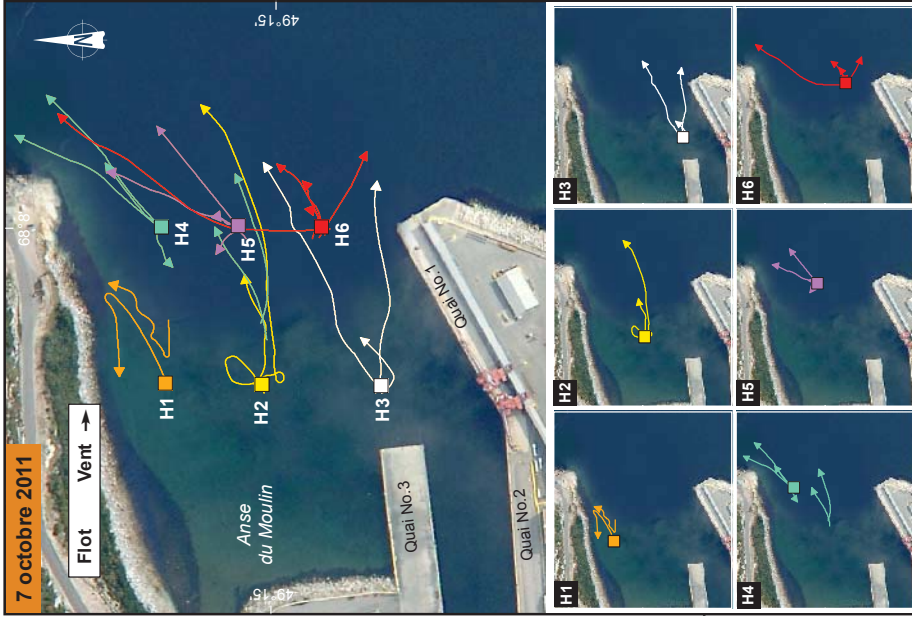 7 octobre 2011
Flot Vent
N
49°15'
68°8'
H4
H5
H6
H1
H2
H3
Anse
du Moulin
49°15'
Quai No.1
Quai No.3
Quai No.2
H1
H2
H3
H4
H5
H6